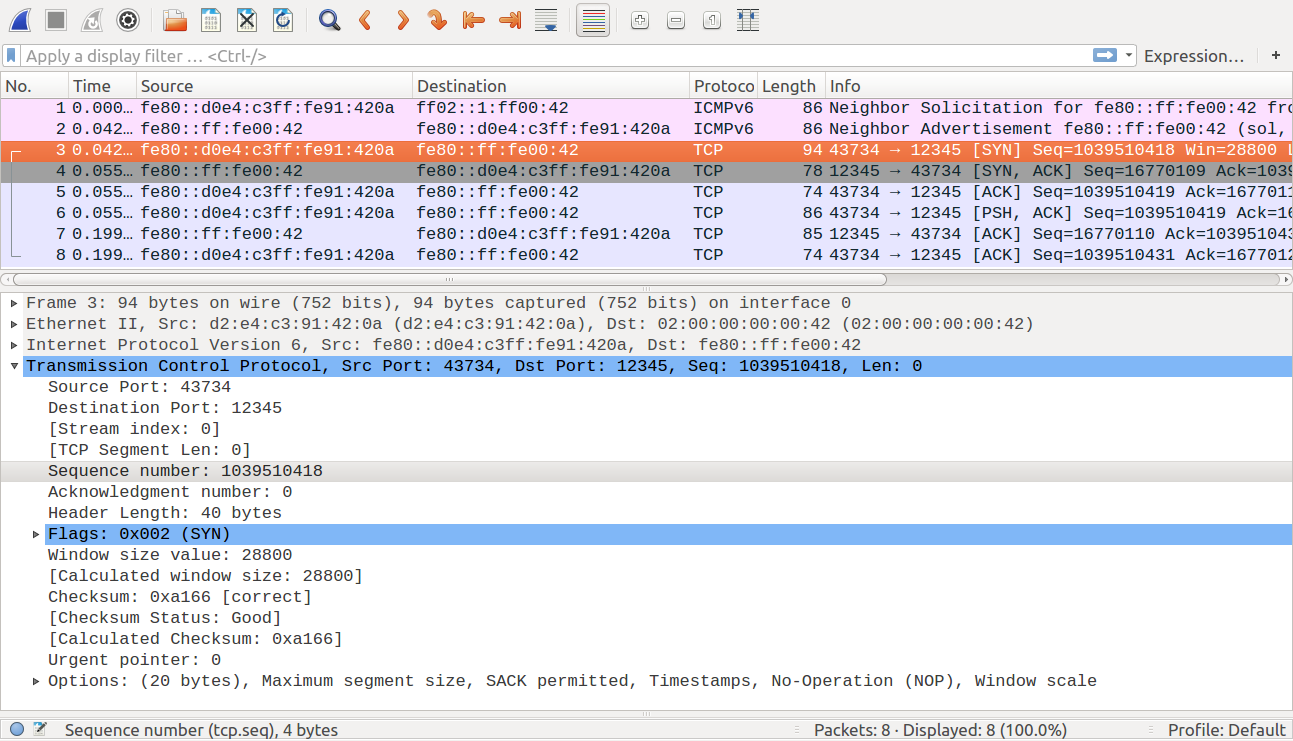 Apply a display filter … <Ctrl-/> Expression… +
No. Time Source Destination Protoco Length Info
1 0.000… fe80::d0e4:c3ff:fe91:420a ff02::1:ff00:42 ICMPv6 86 Neighbor Solicitation for fe80::ff:fe00:42 fro
2 0.042… fe80::ff:fe00:42 fe80::d0e4:c3ff:fe91:420a ICMPv6 86 Neighbor Advertisement fe80::ff:fe00:42 (sol,
3 0.042… fe80::d0e4:c3ff:fe91:420a fe80::ff:fe00:42 TCP 94 43734 → 12345 [SYN] Seq=1039510418 Win=28800 L
4 0.055… fe80::ff:fe00:42 fe80::d0e4:c3ff:fe91:420a TCP 78 12345 → 43734 [SYN, ACK] Seq=16770109 Ack=1039
5 0.055… fe80::d0e4:c3ff:fe91:420a fe80::ff:fe00:42 TCP 74 43734 → 12345 [ACK] Seq=1039510419 Ack=1677011
6 0.055… fe80::d0e4:c3ff:fe91:420a fe80::ff:fe00:42 TCP 86 43734 → 12345 [PSH, ACK] Seq=1039510419 Ack=16
7 0.199… fe80::ff:fe00:42 fe80::d0e4:c3ff:fe91:420a TCP 85 12345 → 43734 [ACK] Seq=16770110 Ack=103951043
8 0.199… fe80::d0e4:c3ff:fe91:420a fe80::ff:fe00:42 TCP 74 43734 → 12345 [ACK] Seq=1039510431 Ack=1677012
Frame 3: 94 bytes on wire (752 bits), 94 bytes captured (752 bits) on interface 0
Ethernet II, Src: d2:e4:c3:91:42:0a (d2:e4:c3:91:42:0a), Dst: 02:00:00:00:00:42 (02:00:00:00:00:42)
Internet Protocol Version 6, Src: fe80::d0e4:c3ff:fe91:420a, Dst: fe80::ff:fe00:42
Transmission Control Protocol, Src Port: 43734, Dst Port: 12345, Seq: 1039510418, Len: 0
Source Port: 43734
Destination Port: 12345
[Stream index: 0]
[TCP Segment Len: 0]
Sequence number: 1039510418
Acknowledgment number: 0
Header Length: 40 bytes
Flags: 0x002 (SYN)
Window size value: 28800
[Calculated window size: 28800]
Checksum: 0xa166 [correct]
[Checksum Status: Good]
[Calculated Checksum: 0xa166]
Urgent pointer: 0
Options: (20 bytes), Maximum segment size, SACK permitted, Timestamps, No-Operation (NOP), Window scale
Sequence number (tcp.seq), 4 bytes Packets: 8 · Displayed: 8 (100.0%) Profile: Default